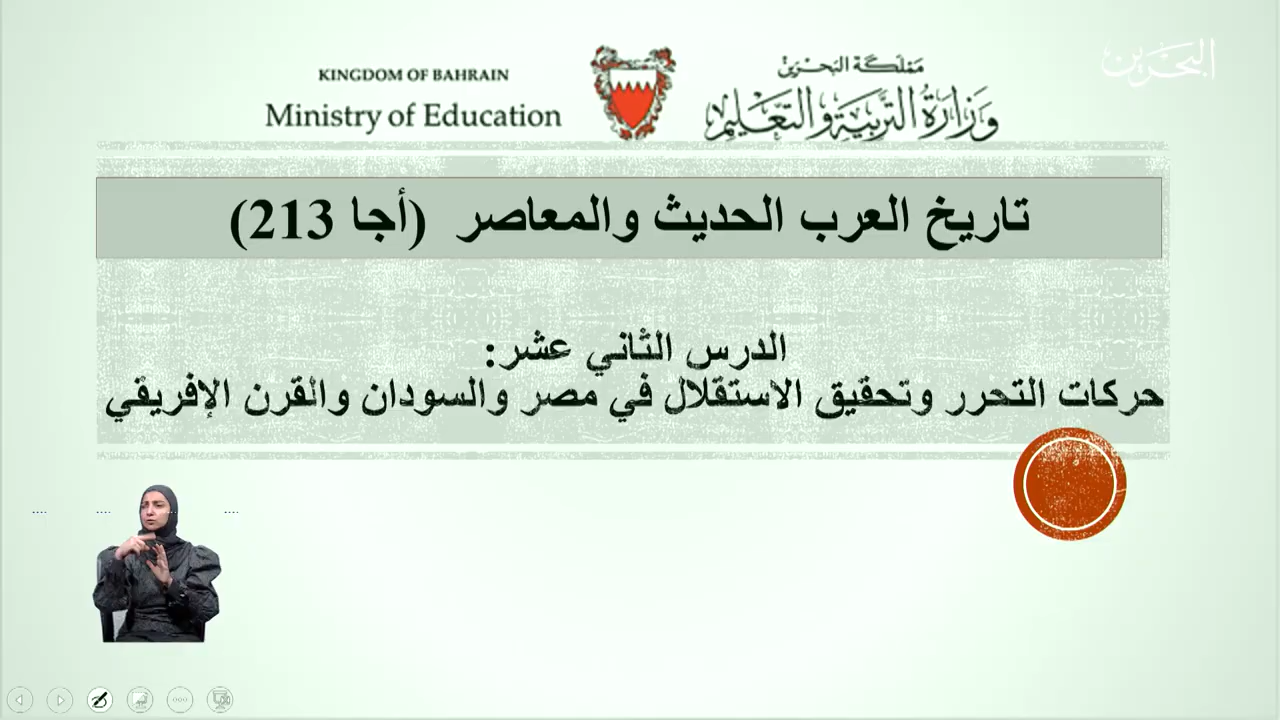 البحرين
KINGDOM OF BAHRAIN
مملكة البحرين
Ministry of Education
وزارة التربية والتعليم
تاريخ العرب الحديث والمعاصر (أجا 213)
الدرس الثاني عشر:
حركات التحرر وتحقيق الاستقلال في مصر والسودان والقرن الإفريقي